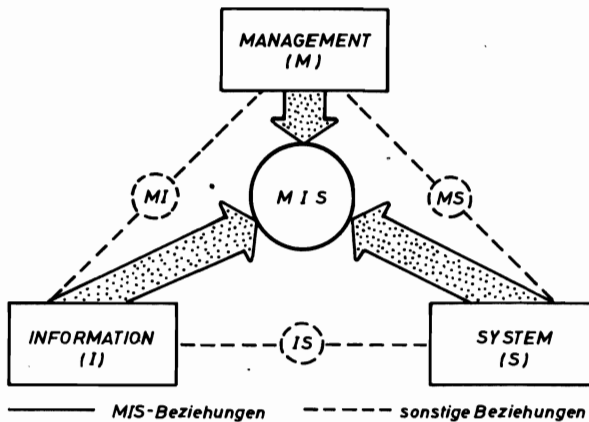 MANAGEMENT
(M)
MI
MIS
MS
INFORMATION
(I)
IS
SYSTEM
(S)
MIS-Beziehungen
sonstige Beziehungen